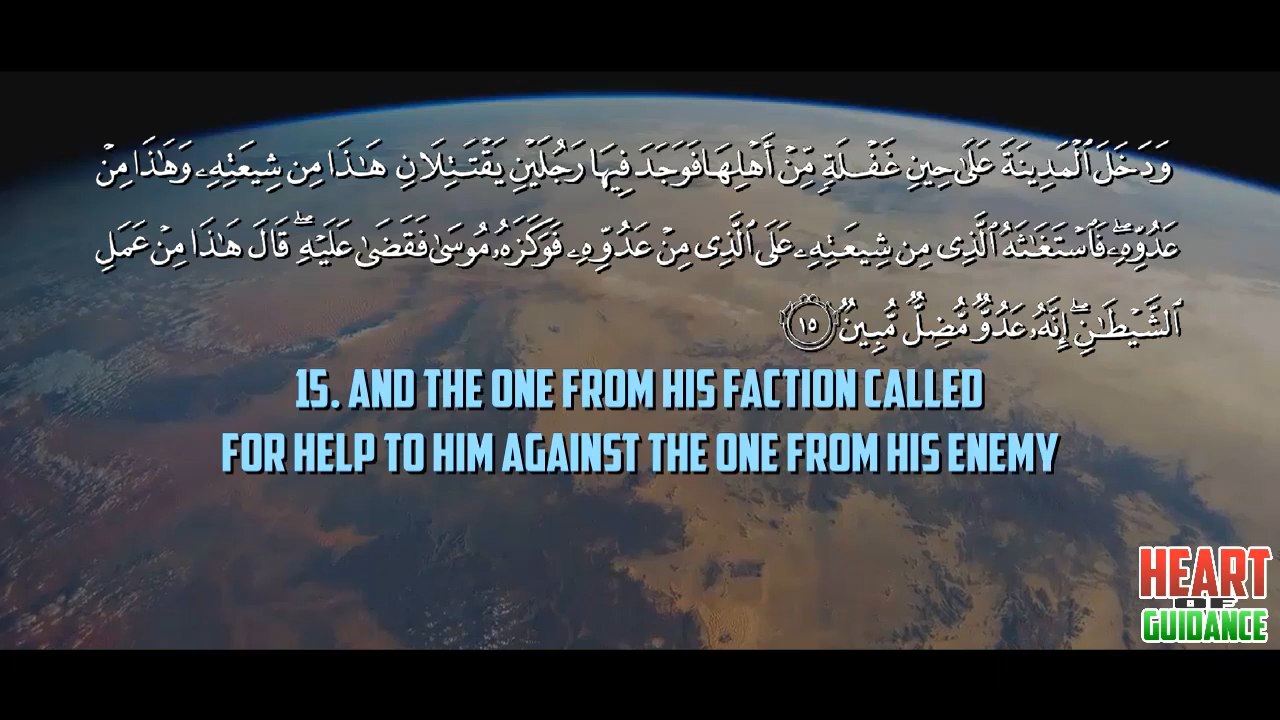 وَدَخَلَ ٱلْمَدِينَةَ عَلَىٰ حِينِ غَفْلَةٍ مِّنْ أَهْلِهَا فَوَجَدَ فِيهَا رَجُلَيْنِ يَقْتَتِلَانِ هَـٰذَا مِن شِيعَتِهِۦ وَهَـٰذَا مِنْ
عَدُوِّهِۦ ۖ فَٱسْتَغَـٰثَهُ ٱلَّذِى مِن شِيعَتِهِۦ عَلَى ٱلَّذِى مِنْ عَدُوِّهِۦ فَوَكَزَهُۥ مُوسَىٰ فَقَضَىٰ عَلَيْهِ ۖ قَالَ هَـٰذَا مِنْ عَمَلِ
ٱلشَّيْطَـٰنِ ۖ إِنَّهُۥ عَدُوٌّ مُّضِلٌّ مُّبِينٌ ١٥
15. AND THE ONE FROM HIS FACTION CALLED
FOR HELP TO HIM AGAINST THE ONE FROM HIS ENEMY
HEART
OF
GUIDANCE